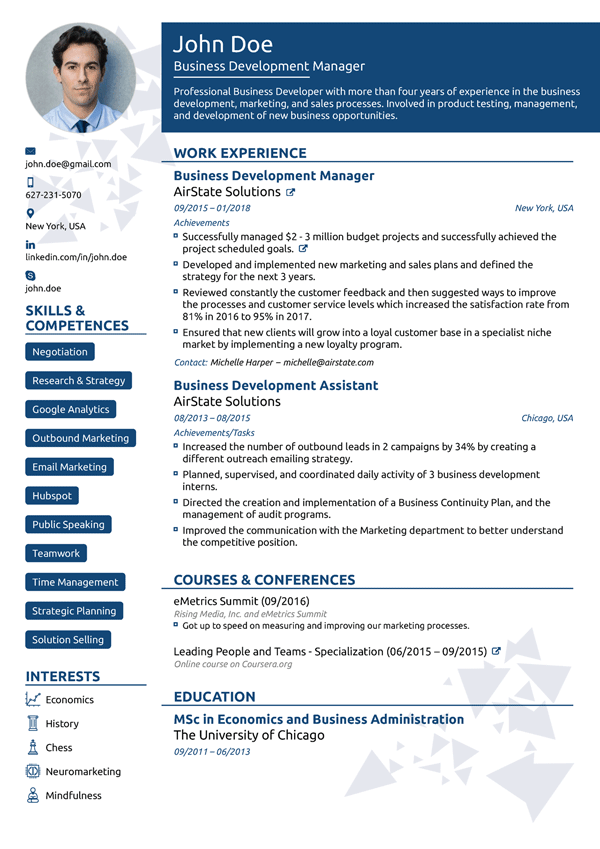 John Doe
Business Development Manager
Professional Business Developer with more than four years of experience in the business
development, marketing, and sales processes. Involved in product testing, management,
and development of new business opportunities.
john.doe@gmail.com
627-231-5070
New York, USA
linkedin.com/in/john.doe
john.doe
SKILLS &
COMPETENCES
Negotiation
Research & Strategy
Google Analytics
Outbound Marketing
Email Marketing
Hubspot
Public Speaking
Teamwork
Time Management
Strategic Planning
Solution Selling
INTERESTS
Economics
History
Chess
Neuromarketing
Mindfulness
WORK EXPERIENCE
Business Development Manager
AirState Solutions
09/2015 – 01/2018 New York, USA
Achievements
Successfully managed $2 - 3 million budget projects and successfully achieved the
project scheduled goals.
Developed and implemented new marketing and sales plans and defined the
strategy for the next 3 years.
Reviewed constantly the customer feedback and then suggested ways to improve
the processes and customer service levels which increased the satisfaction rate from
81% in 2016 to 95% in 2017.
Ensured that new clients will grow into a loyal customer base in a specialist niche
market by implementing a new loyalty program.
Contact: Michelle Harper – michelle@airstate.com
Business Development Assistant
AirState Solutions
08/2013 – 08/2015 Chicago, USA
Achievements/Tasks
Increased the number of outbound leads in 2 campaigns by 34% by creating a
different outreach emailing strategy.
Planned, supervised, and coordinated daily activity of 3 business development
interns.
Directed the creation and implementation of a Business Continuity Plan, and the
management of audit programs.
Improved the communication with the Marketing department to better understand
the competitive position.
COURSES & CONFERENCES
eMetrics Summit (09/2016)
Rising Media, Inc. and eMetrics Summit
Got up to speed on measuring and improving our marketing processes.
Leading People and Teams - Specialization (06/2015 – 09/2015)
Online course on Coursera.org
EDUCATION
MSc in Economics and Business Administration
The University of Chicago
09/2011 – 06/2013